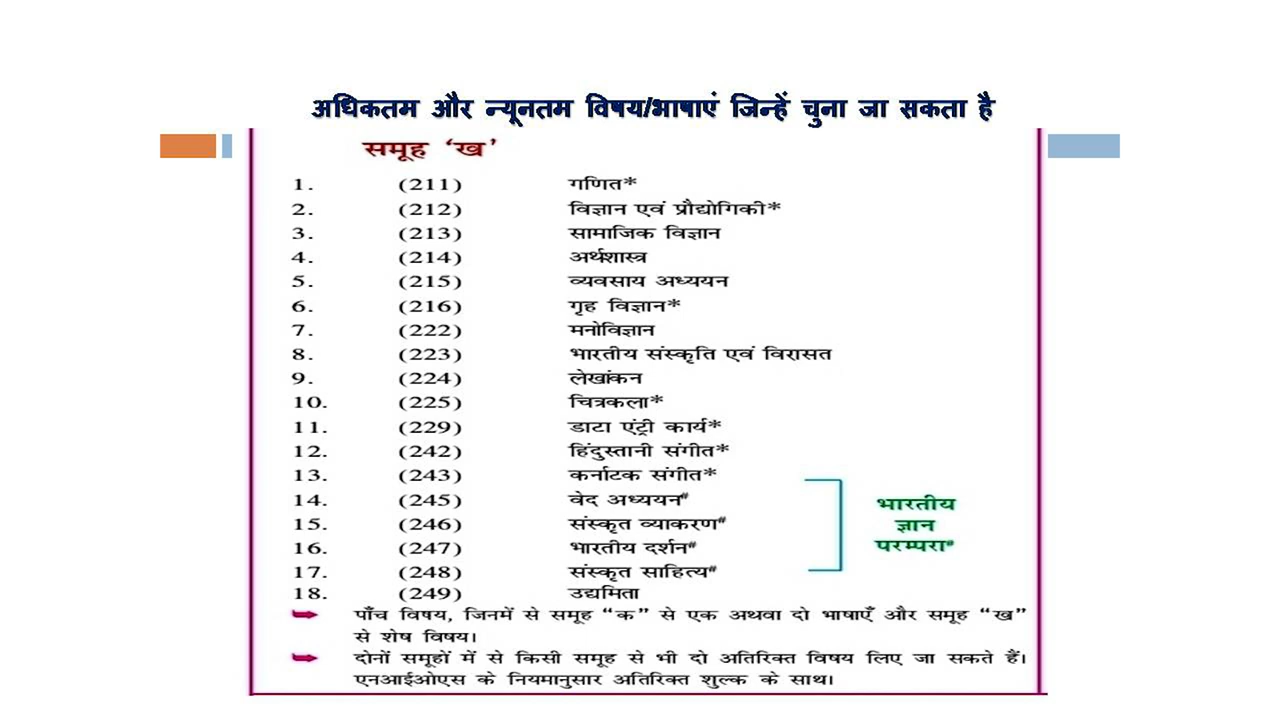 अधिकतम और न्यूनतम विषय/भाषाएं जिन्हें चुना जा सकता है
समूह ‘ख’
1. (211) गणित*
2. (212) विज्ञान एवं प्रौद्योगिकी*
3. (213) सामाजिक विज्ञान
4. (214) अर्थशास्त्र
5. (215) व्यवसाय अध्ययन
6. (216) गृह विज्ञान*
7. (222) मनोविज्ञान
8. (223) भारतीय संस्कृति एवं विरासत
9. (224) लेखांकन
10. (225) चित्रकला*
11. (229) डाटा एंट्री कार्य*
12. (242) हिंदुस्तानी संगीत*
13. (243) कर्नाटक संगीत*
14. (245) वेद अध्ययन#
15. (246) संस्कृत व्याकरण#
16. (247) भारतीय दर्शन#
17. (248) संस्कृत साहित्य#
18. (249) उद्यमिता
भारतीय
ज्ञान
परम्परा#
पाँच विषय, जिनमें से समूह “क” से एक अथवा दो भाषाएँ और समूह “ख”
से शेष विषय।
दोनों समूहों में से किसी समूह से भी दो अतिरिक्त विषय लिए जा सकते हैं।
एनआईओएस के नियमानुसार अतिरिक्त शुल्क के साथ।